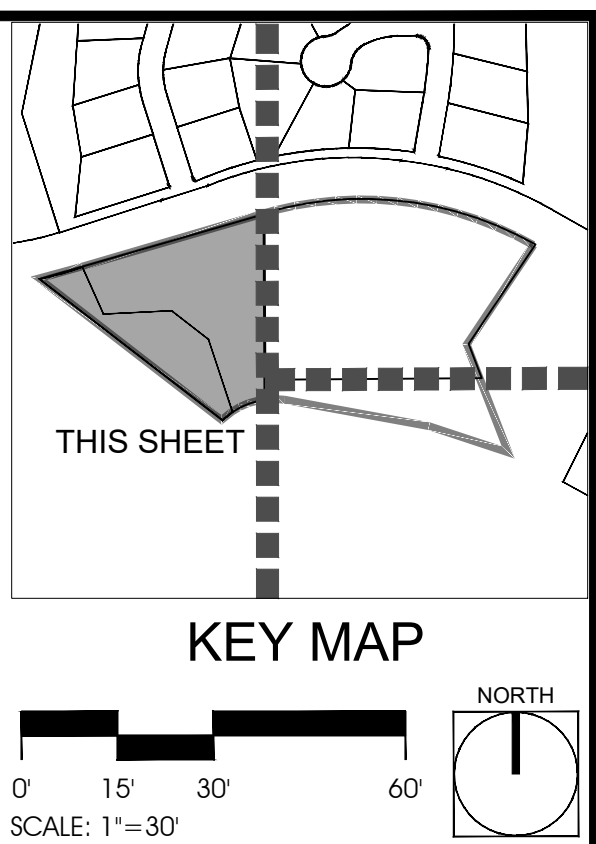 THIS SHEET
KEY MAP
NORTH
0' 15' 30' 60'
SCALE: 1"=30'